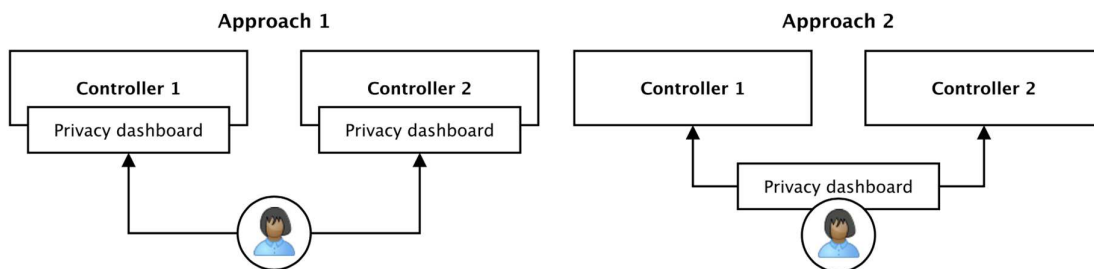 Approach 1
Approach 2
Controller 1
Controller 2
Controller 1
Controller 2
Privacy dashboard
Privacy dashboard
Privacy dashboard